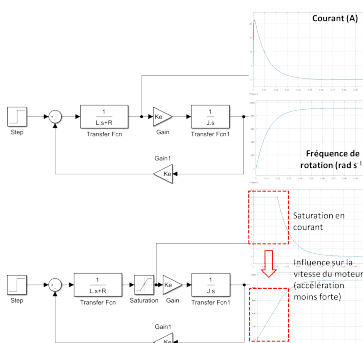 Courant (A)
1
L.s+R
Ke
1
J.s
Step
Transfer Fcn
Gain
Transfer Fcn1
Gain1
Ke
Fréquence de
rotation (rad s-1
Saturation en
courant
Influence sur la
vitesse du moteur
(accélération
moins forte)
1
L.s+R
Ke
1
J.s
Step
Transfer Fcn
Saturation
Gain
Transfer Fcn1
Gain1
Ke